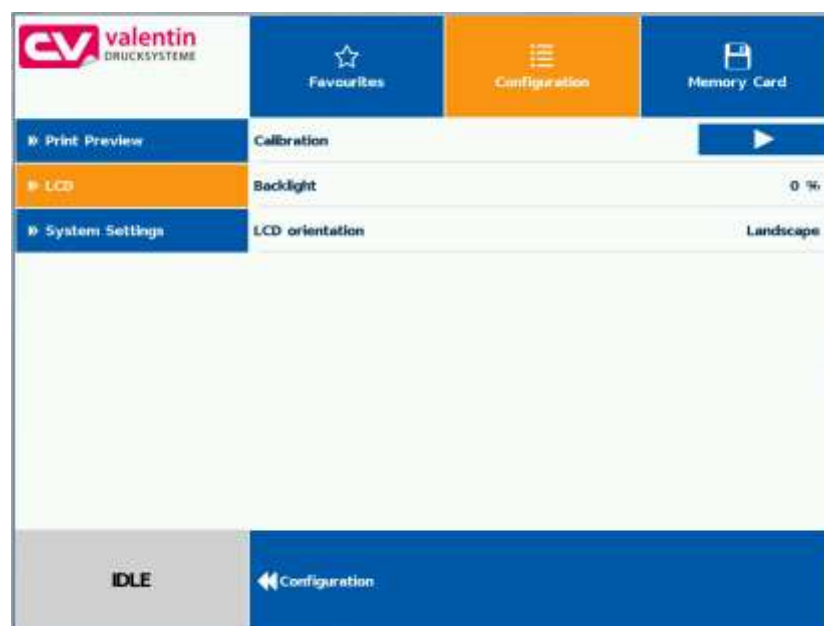 CV valentin
DRUCKSYSTEME
Favourites
Configuration
Memory Card
Print Preview
Calibration
LCD
Backlight 0 %
System Settings
LCD orientation Landscape
IDLE
Configuration